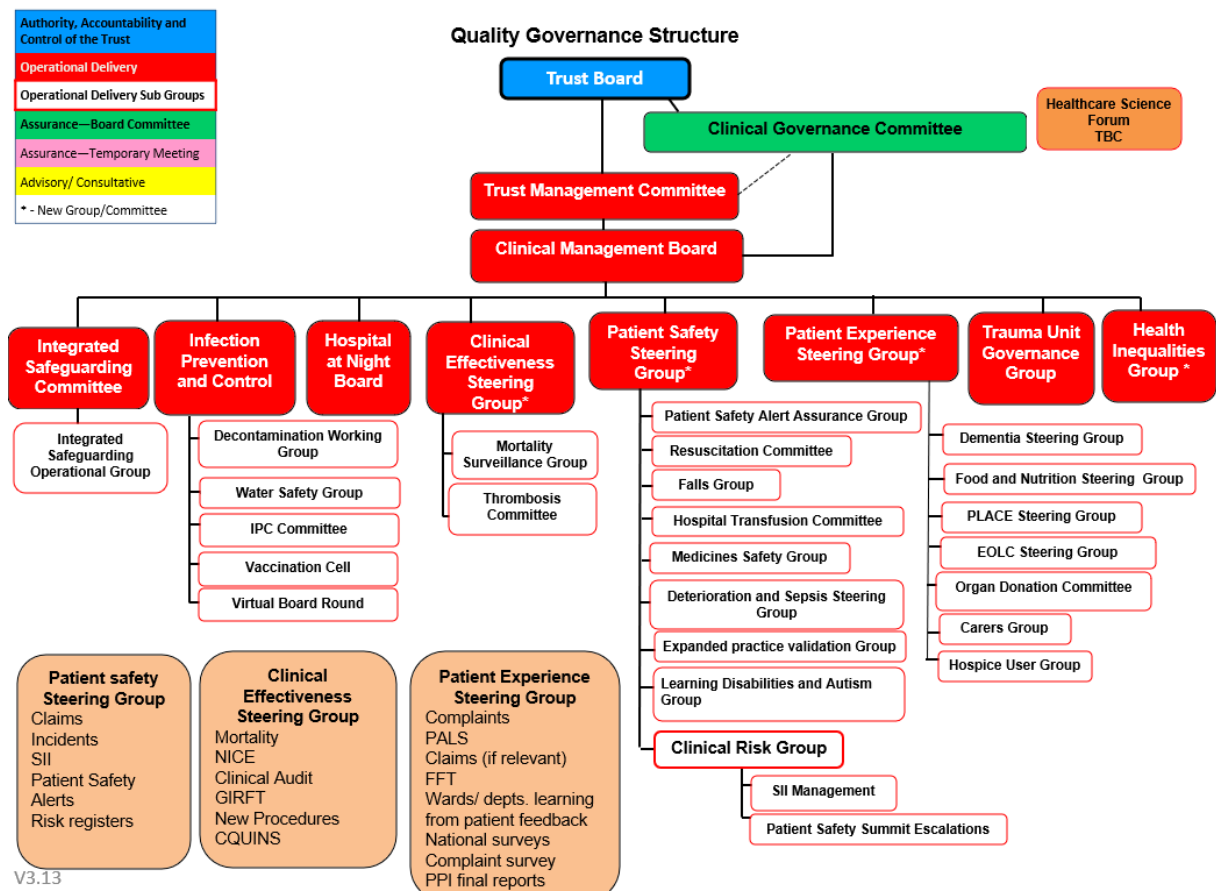 Authority, Accountability and
Control of the Trust
Operational Delivery
Operational Delivery Sub Groups
Assurance—Board Committee
Assurance—Temporary Meeting
Advisory/ Consultative
* - New Group/Committee
Quality Governance Structure
Trust Board
Clinical Governance Committee
Healthcare Science
Forum
TBC
Trust Management Committee
Clinical Management Board
Integrated
Safeguarding
Committee
Infection
Prevention
and Control
Hospital
at Night
Board
Clinical
Effectiveness
Steering
Group*
Patient Safety
Steering
Group*
Patient Experience
Steering Group*
Trauma Unit
Governance
Group
Health
Inequalities
Group *
Integrated
Safeguarding
Operational Group
Decontamination Working
Group
Water Safety Group
IPC Committee
Vaccination Cell
Virtual Board Round
Mortality
Surveillance Group
Thrombosis
Committee
Patient Safety Alert Assurance Group
Resuscitation Committee
Falls Group
Hospital Transfusion Committee
Medicines Safety Group
Deterioration and Sepsis Steering
Group
Expanded practice validation Group
Learning Disabilities and Autism
Group
Clinical Risk Group
SII Management
Patient Safety Summit Escalations
Dementia Steering Group
Food and Nutrition Steering Group
PLACE Steering Group
EOLC Steering Group
Organ Donation Committee
Carers Group
Hospice User Group
Patient safety
Steering Group
Claims
Incidents
SII
Patient Safety
Alerts
Risk registers
Clinical
Effectiveness
Steering Group
Mortality
NICE
Clinical Audit
GIRFT
New Procedures
CQUINS
Patient Experience
Steering Group
Complaints
PALS
Claims (if relevant)
FFT
Wards/ depts. learning
from patient feedback
National surveys
Complaint survey
PPI final reports
V3.13